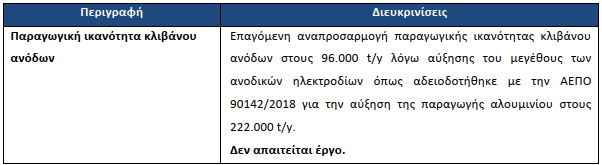 Περιγραφή
Διευκρινίσεις
Παραγωγική ικανότητα κλιβάνου
ανόδων
Επαγόμενη αναπροσαρμογή παραγωγικής ικανότητας κλιβάνου
ανόδων στους 96.000 t/y λόγω αύξησης του μεγέθους των
ανοδικών ηλεκτροδίων όπως αδειοδοτήθηκε με την ΑΕΠΟ
90142/2018 για την αύξηση της παραγωγής αλουμινίου στους
222.000 t/y.
Δεν απαιτείται έργο.